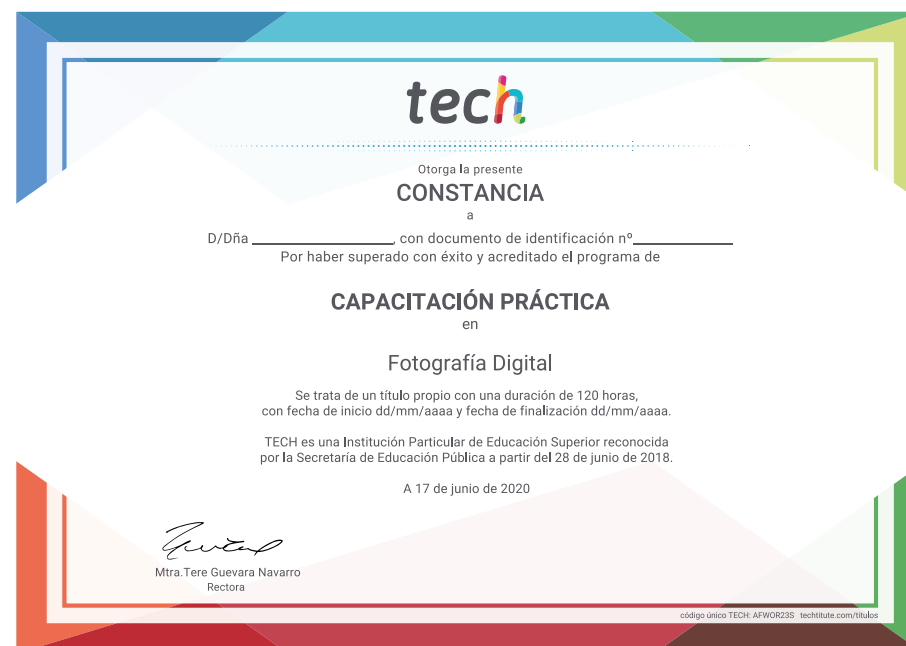 tech
Otorga la presente
CONSTANCIA
a
D/Dña ____________________, con documento de identificación nº______________
Por haber superado con éxito y acreditado el programa de
CAPACITACIÓN PRÁCTICA
en
Fotografía Digital
Se trata de un título propio con una duración de 120 horas,
con fecha de inicio dd/mm/aaaa y fecha de finalización dd/mm/aaaa.
TECH es una Institución Particular de Educación Superior reconocida
por la Secretaría de Educación Pública a partir del 28 de junio de 2018.
A 17 de junio de 2020
Mtra.Tere Guevara Navarro
Rectora
código único TECH: AFWOR23S techtitute.com/títulos